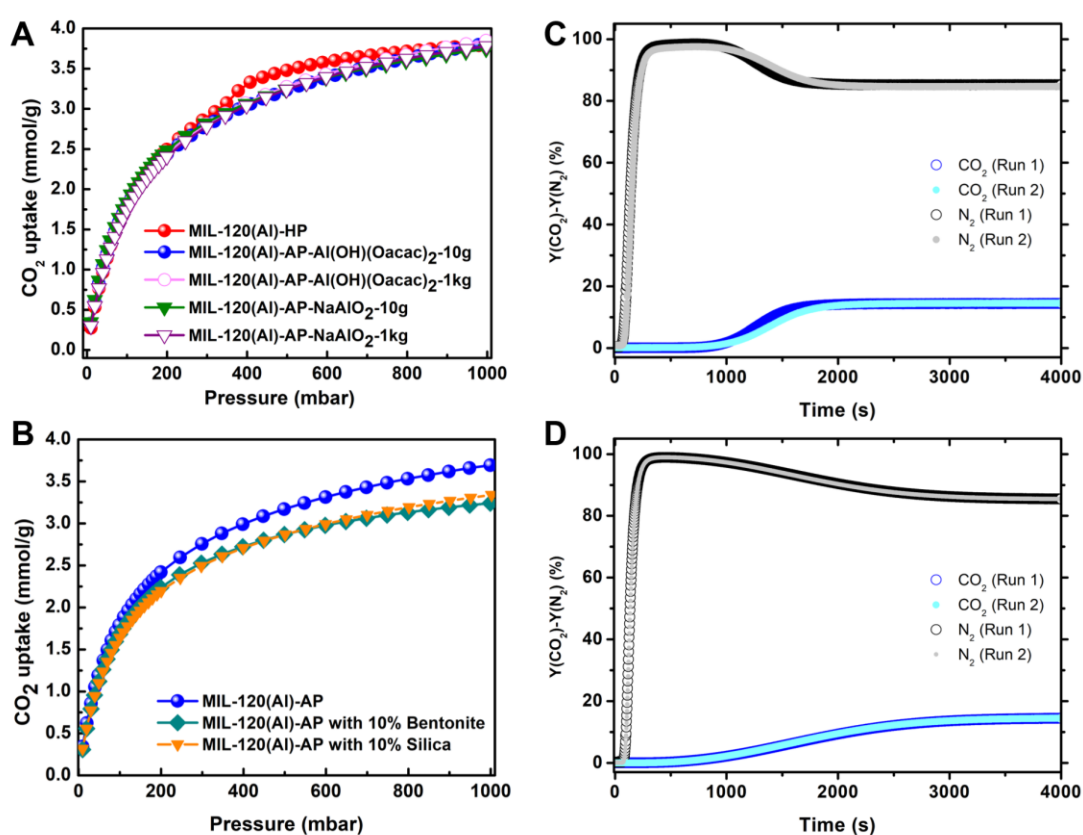 A
CO2 uptake (mmol/g)
4.0
3.5
3.0
2.5
2.0
1.5
1.0
0.5
0.0
MIL-120(Al)-HP
MIL-120(Al)-AP-Al(OH)(Oacac)2-10g
MIL-120(Al)-AP-Al(OH)(Oacac)2-1kg
MIL-120(Al)-AP-NaAlO2-10g
MIL-120(Al)-AP-NaAlO2-1kg
0 200 400 600 800 1000
Pressure (mbar)
C
Y(CO2)-Y(N2) (%)
100
80
60
40
20
0
CO2 (Run 1)
CO2 (Run 2)
N2 (Run 1)
N2 (Run 2)
0 1000 2000 3000 4000
Time (s)
B
CO2 uptake (mmol/g)
4.0
3.5
3.0
2.5
2.0
1.5
1.0
0.5
0.0
MIL-120(Al)-AP
MIL-120(Al)-AP with 10% Bentonite
MIL-120(Al)-AP with 10% Silica
0 200 400 600 800 1000
Pressure (mbar)
D
Y(CO2)-Y(N2) (%)
100
80
60
40
20
0
CO2 (Run 1)
CO2 (Run 2)
N2 (Run 1)
N2 (Run 2)
0 1000 2000 3000 4000
Time (s)